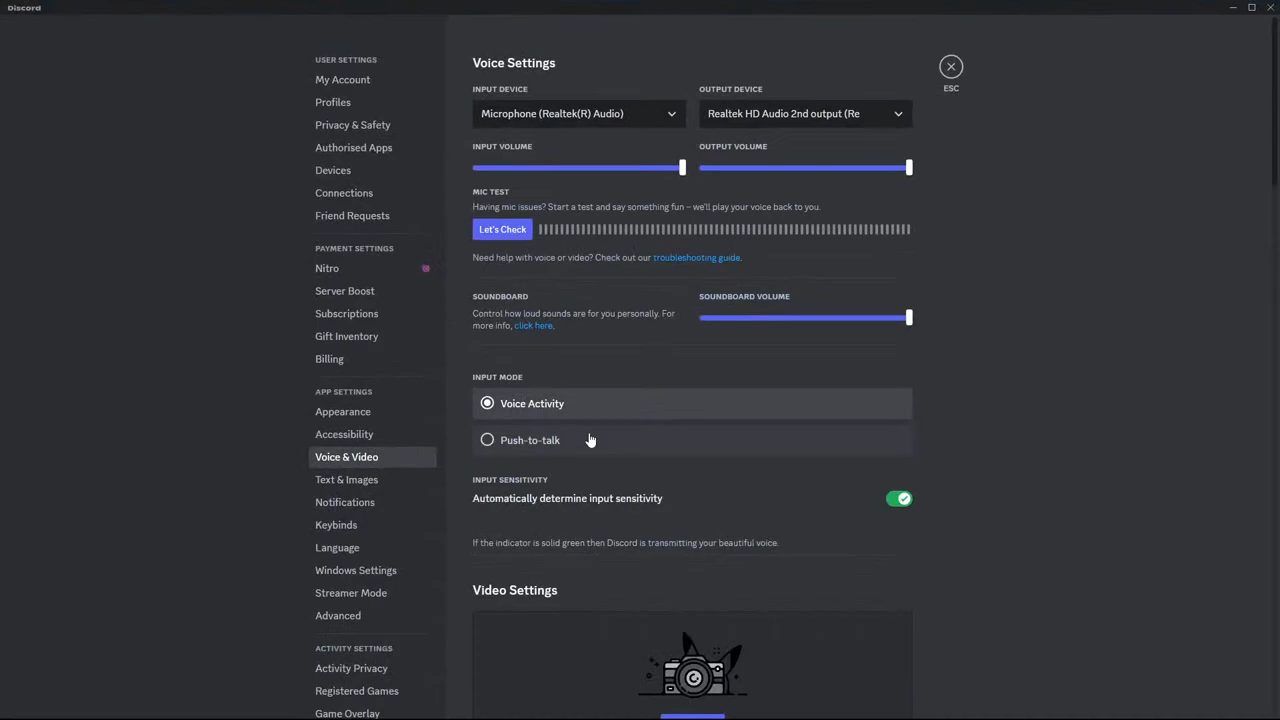 Discord
USER SETTINGS
My Account
Profiles
Privacy & Safety
Authorised Apps
Devices
Connections
Friend Requests
PAYMENT SETTINGS
Nitro
Server Boost
Subscriptions
Gift Inventory
Billing
APP SETTINGS
Appearance
Accessibility
Voice & Video
Text & Images
Notifications
Keybinds
Language
Windows Settings
Streamer Mode
Advanced
ACTIVITY SETTINGS
Activity Privacy
Registered Games
Game Overlay
Voice Settings
INPUT DEVICE
Microphone (Realtek(R) Audio)
OUTPUT DEVICE
Realtek HD Audio 2nd output (Re
INPUT VOLUME
OUTPUT VOLUME
MIC TEST
Having mic issues? Start a test and say something fun – we'll play your voice back to you.
Let's Check
Need help with voice or video? Check out our troubleshooting guide.
SOUNDBOARD
Control how loud sounds are for you personally. For
more info, click here.
SOUNDBOARD VOLUME
INPUT MODE
Voice Activity
Push-to-talk
INPUT SENSITIVITY
Automatically determine input sensitivity
If the indicator is solid green then Discord is transmitting your beautiful voice.
Video Settings
ESC